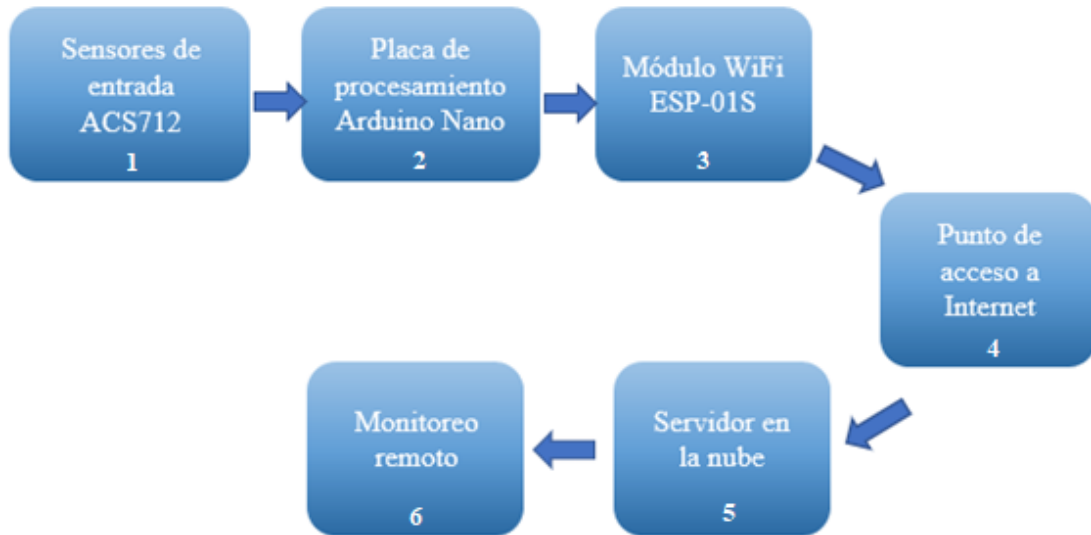 Sensores de
entrada
ACS712
1
Placa de
procesamiento
Arduino Nano
2
Módulo WiFi
ESP-01S
3
Punto de
acceso a
Internet
4
Servidor en
la nube
5
Monitoreo
remoto
6